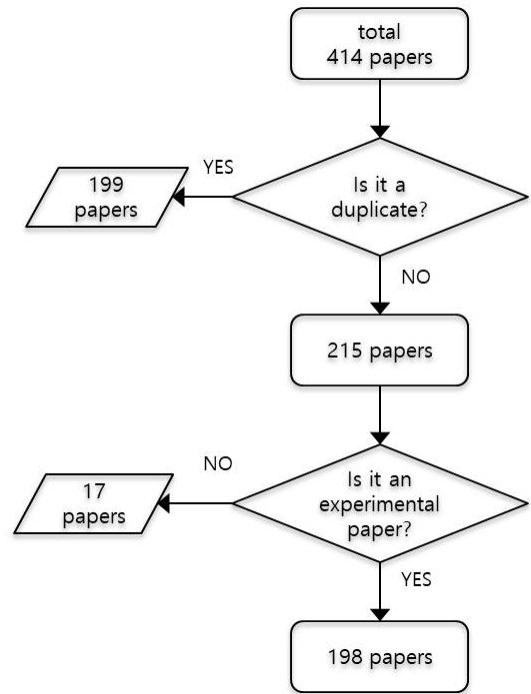 total
414 papers
YES
199
papers
Is it a
duplicate?
NO
215 papers
NO
17
papers
Is it an
experimental
paper?
YES
198 papers